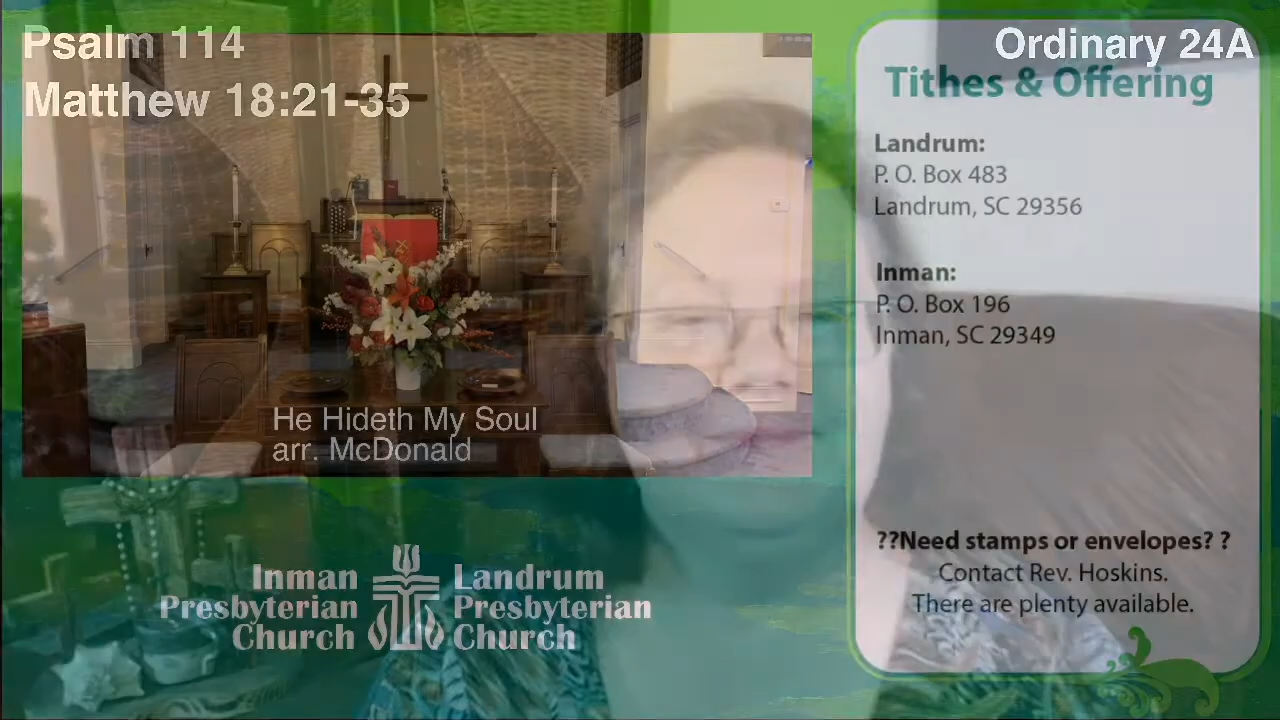 Psalm 114
Matthew 18:21-35
Ordinary 24A
Tithes & Offering
Landrum:
P. O. Box 483
Landrum, SC 29356
Inman:
P. O. Box 196
Inman, SC 29349
??Need stamps or envelopes? ?
Contact Rev. Hoskins.
There are plenty available.
He Hideth My Soul
arr. McDonald
Inman
Presbyterian
Church
Landrum
Presbyterian
Church